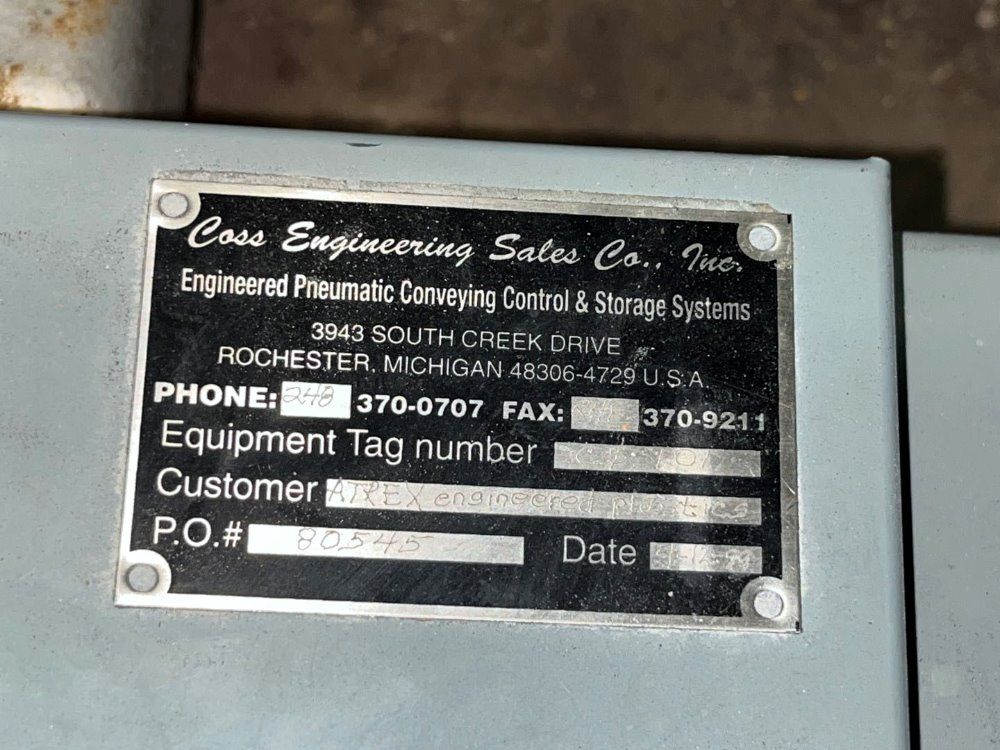 Coss Engineering Sales Co., Inc.
Engineered Pneumatic Conveying Control & Storage Systems
3943 SOUTH CREEK DRIVE
ROCHESTER, MICHIGAN 48306-4729 U.S.A.
PHONE: 248 370-0707 FAX: 370-9211
Equipment Tag number
Customer engineered plastics
P.O.# 80545 Date